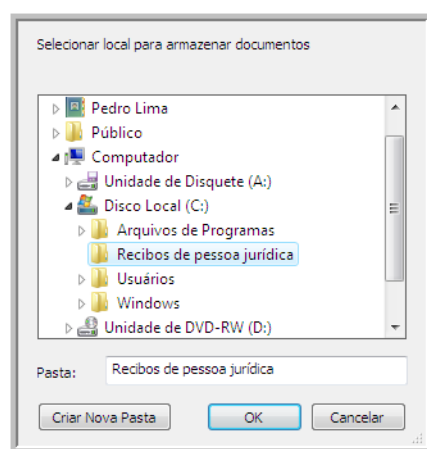 Selecionar local para armazenar documentos
Pedro Lima
Público
Computador
Unidade de Disquete (A:)
Disco Local (C:)
Arquivos de Programas
Recibos de pessoa jurídica
Usuários
Windows
Unidade de DVD-RW (D:)
Pasta: Recibos de pessoa jurídica
Criar Nova Pasta OK Cancelar